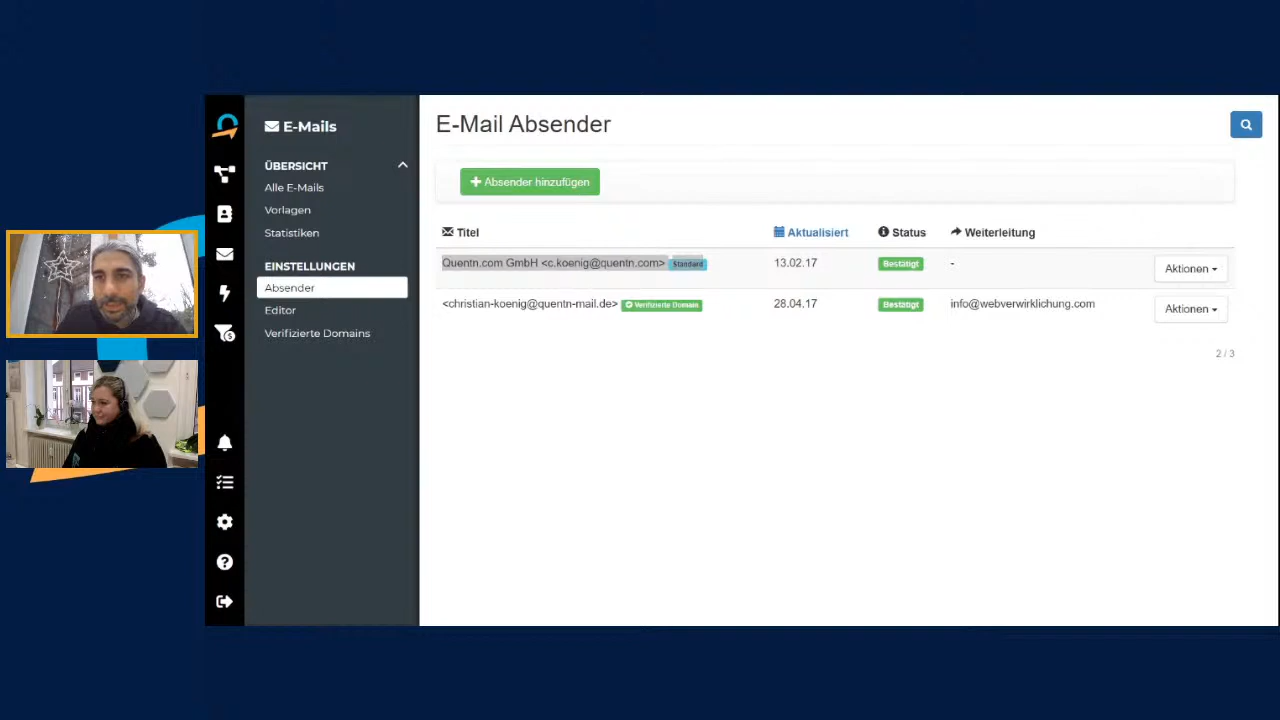 E-Mails
ÜBERSICHT
Alle E-Mails
Vorlagen
Statistiken
EINSTELLUNGEN
Absender
Editor
Verifizierte Domains
E-Mail Absender
Absender hinzufügen
Titel Aktualisiert Status Weiterleitung
Quentn.com GmbH <c.koenig@quentn.com> Standard 13.02.17 Bestätigt - Aktionen
<christian-koenig@quentn-mail.de> Verifizierte Domain 28.04.17 Bestätigt info@webverwirklichung.com Aktionen
2 / 3